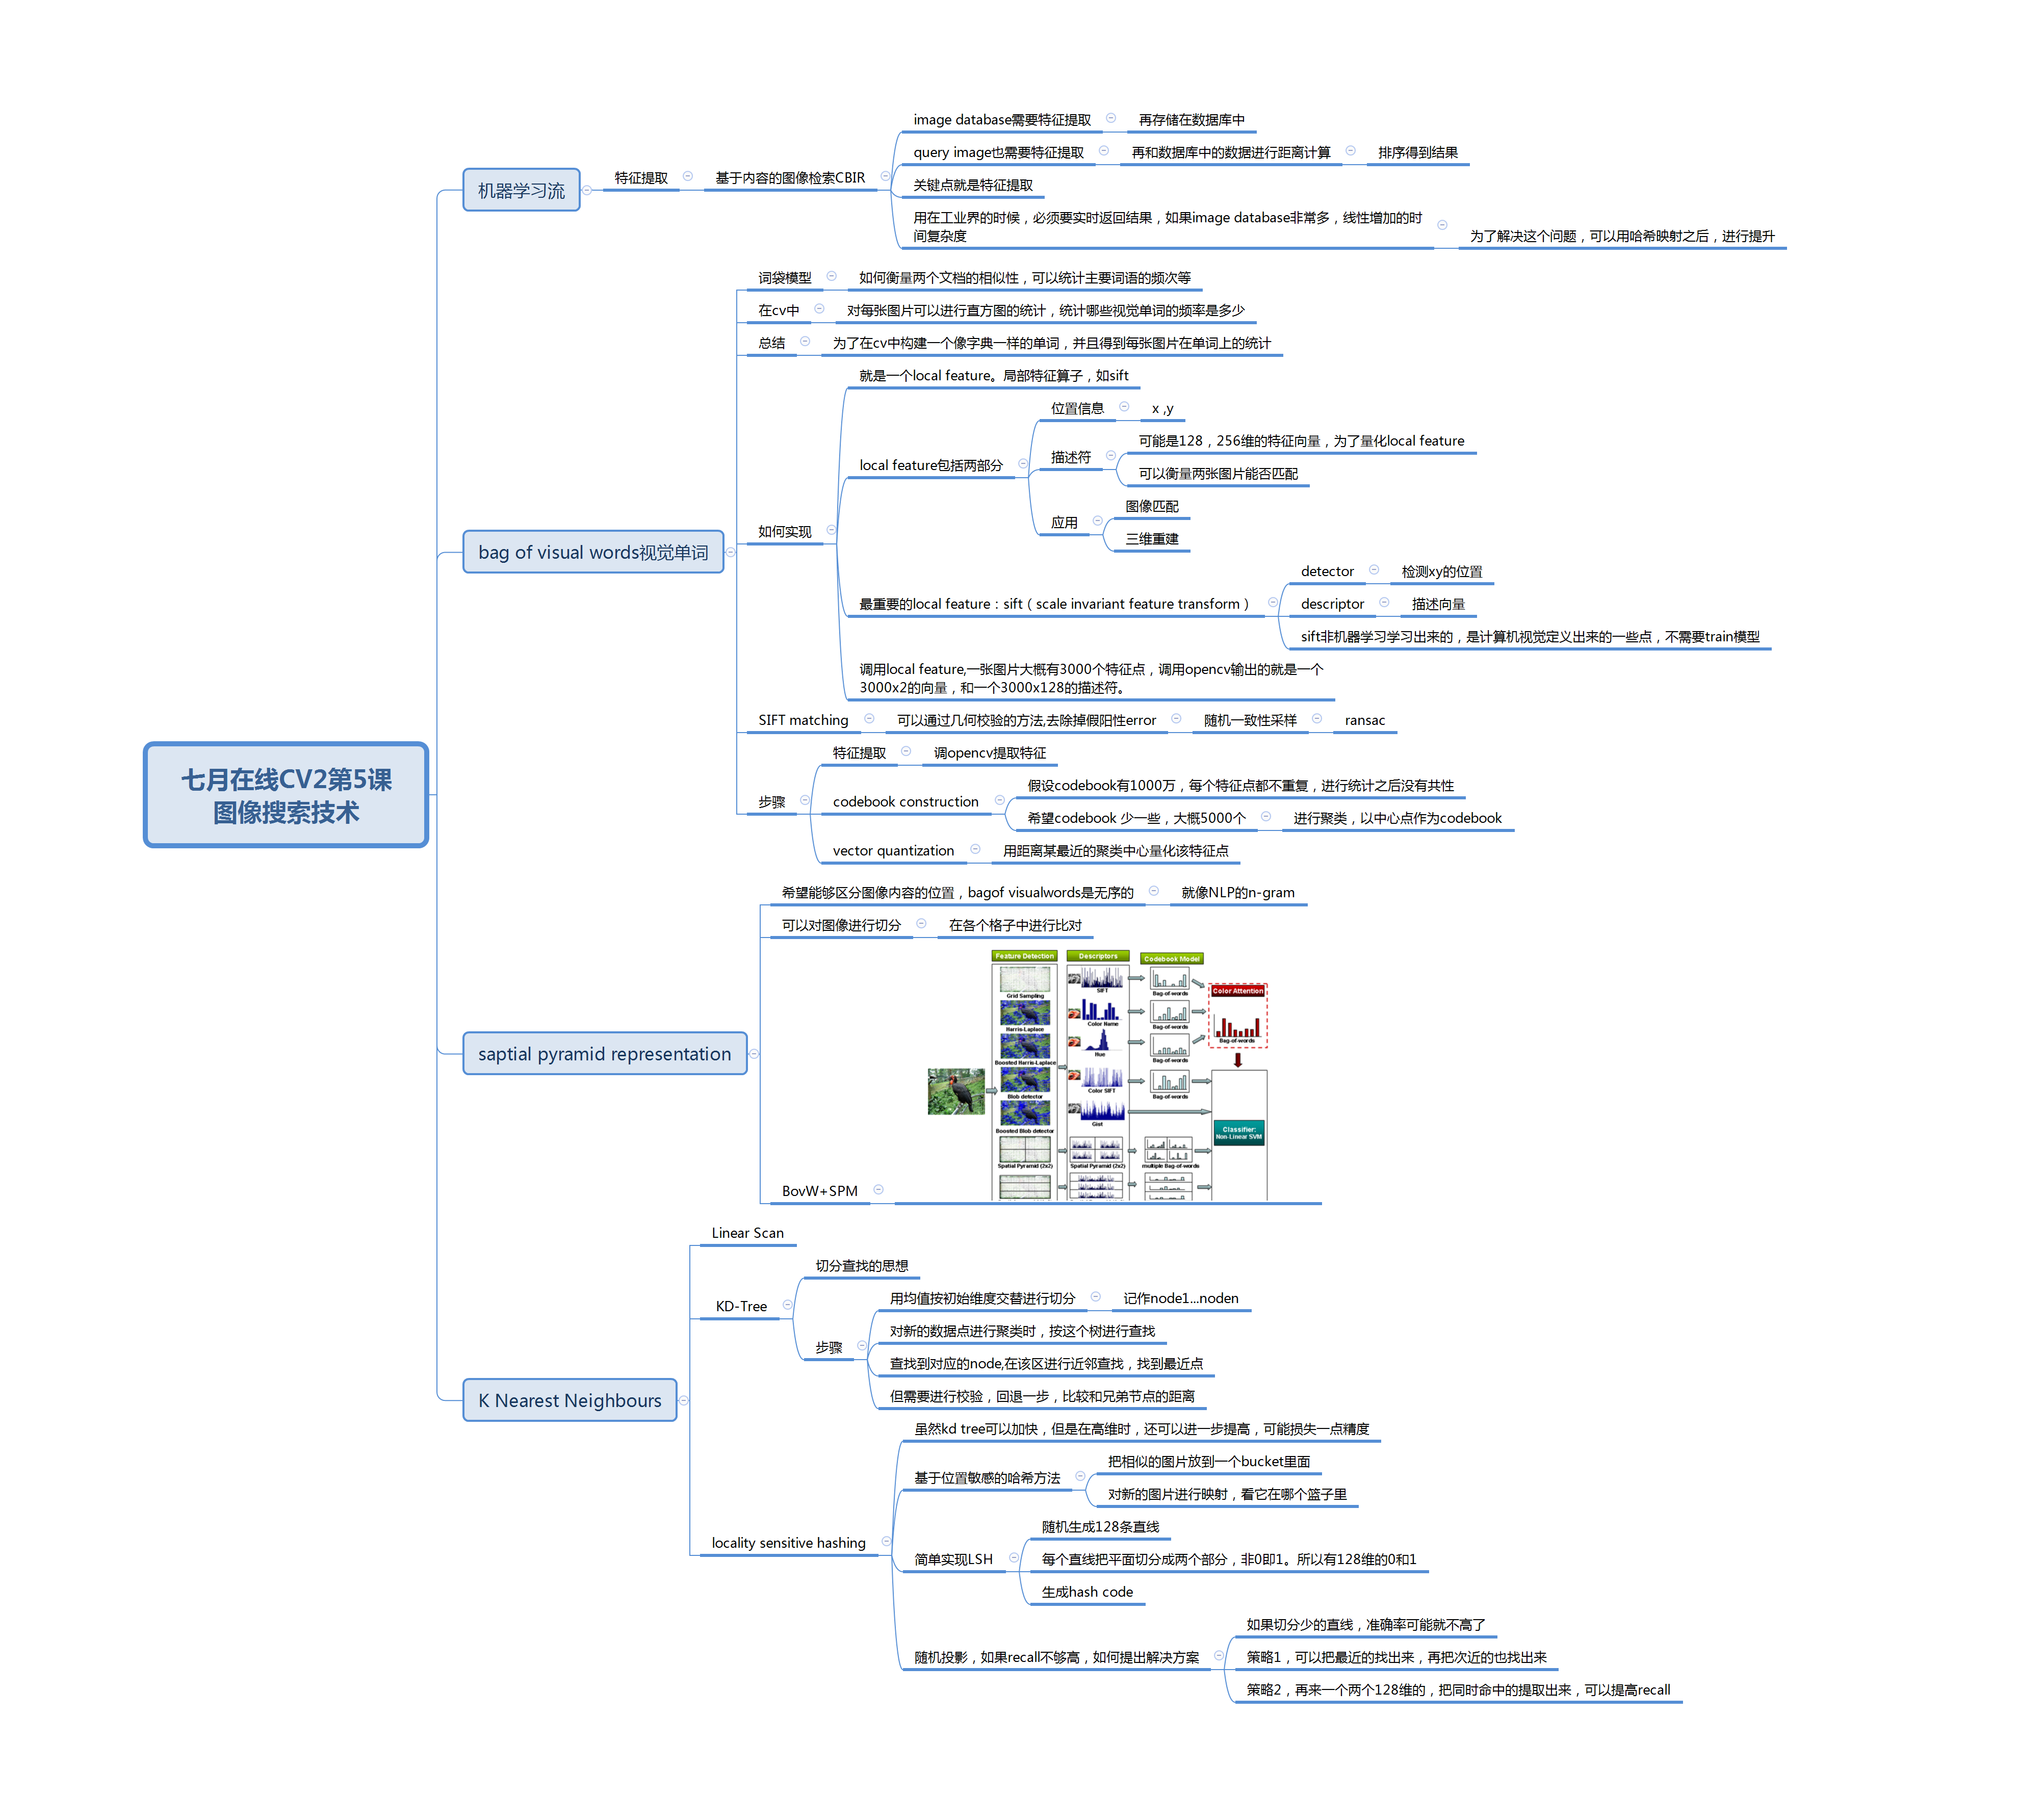 七月在线CV2第5课
图像搜索技术
机器学习流
特征提取
基于内容的图像检索CBIR
image database需要特征提取
再存储在数据库中
query image也需要特征提取
再和数据库中的数据进行距离计算
排序得到结果
关键点就是特征提取
用在工业界的时候，必须要实时返回结果，如果image database非常多，线性增加的时
间复杂度
为了解决这个问题，可以用哈希映射之后，进行提升
bag of visual words视觉单词
词袋模型
如何衡量两个文档的相似性，可以统计主要词语的频次等
在cv中
对每张图片可以进行直方图的统计，统计哪些视觉单词的频率是多少
总结
为了在cv中构建一个像字典一样的单词，并且得到每张图片在单词上的统计
如何实现
就是一个local feature。局部特征算子，如sift
local feature包括两部分
位置信息
x ,y
描述符
可能是128，256维的特征向量，为了量化local feature
可以衡量两张图片能否匹配
应用
图像匹配
三维重建
最重要的local feature：sift（scale invariant feature transform）
detector
检测xy的位置
descriptor
描述向量
sift非机器学习学习出来的，是计算机视觉定义出来的一些点，不需要train模型
调用local feature,一张图片大概有3000个特征点，调用opencv输出的就是一个
3000x2的向量，和一个3000x128的描述符。
SIFT matching
可以通过几何校验的方法,去除掉假阳性error
随机一致性采样
ransac
步骤
特征提取
调opencv提取特征
codebook construction
假设codebook有1000万，每个特征点都不重复，进行统计之后没有共性
希望codebook 少一些，大概5000个
进行聚类，以中心点作为codebook
vector quantization
用距离某最近的聚类中心量化该特征点
saptial pyramid representation
希望能够区分图像内容的位置，bagof visualwords是无序的
就像NLP的n-gram
可以对图像进行切分
在各个格子中进行比对
BovW+SPM
Feature Detection
Descriptors
Codebook Model
Grid Sampling
SIFT
Bag-of-words
Color Attention
Harris-Laplace
Color Name
Bag-of-words
Bag-of-words
Boosted Harris-Laplace
Hue
Bag-of-words
Blob detector
Color SIFT
Bag-of-words
Boosted Blob detector
Gist
Classifier:
Non-Linear SVM
Spatial Pyramid (2x2)
Spatial Pyramid (2x2)
multiple Bag-of-words
K Nearest Neighbours
Linear Scan
KD-Tree
切分查找的思想
步骤
用均值按初始维度交替进行切分
记作node1...noden
对新的数据点进行聚类时，按这个树进行查找
查找到对应的node,在该区进行近邻查找，找到最近点
但需要进行校验，回退一步，比较和兄弟节点的距离
locality sensitive hashing
虽然kd tree可以加快，但是在高维时，还可以进一步提高，可能损失一点精度
基于位置敏感的哈希方法
把相似的图片放到一个bucket里面
对新的图片进行映射，看它在哪个篮子里
简单实现LSH
随机生成128条直线
每个直线把平面切分成两个部分，非0即1。所以有128维的0和1
生成hash code
随机投影，如果recall不够高，如何提出解决方案
如果切分少的直线，准确率可能就不高了
策略1，可以把最近的找出来，再把次近的也找出来
策略2，再来一个两个128维的，把同时命中的提取出来，可以提高recall